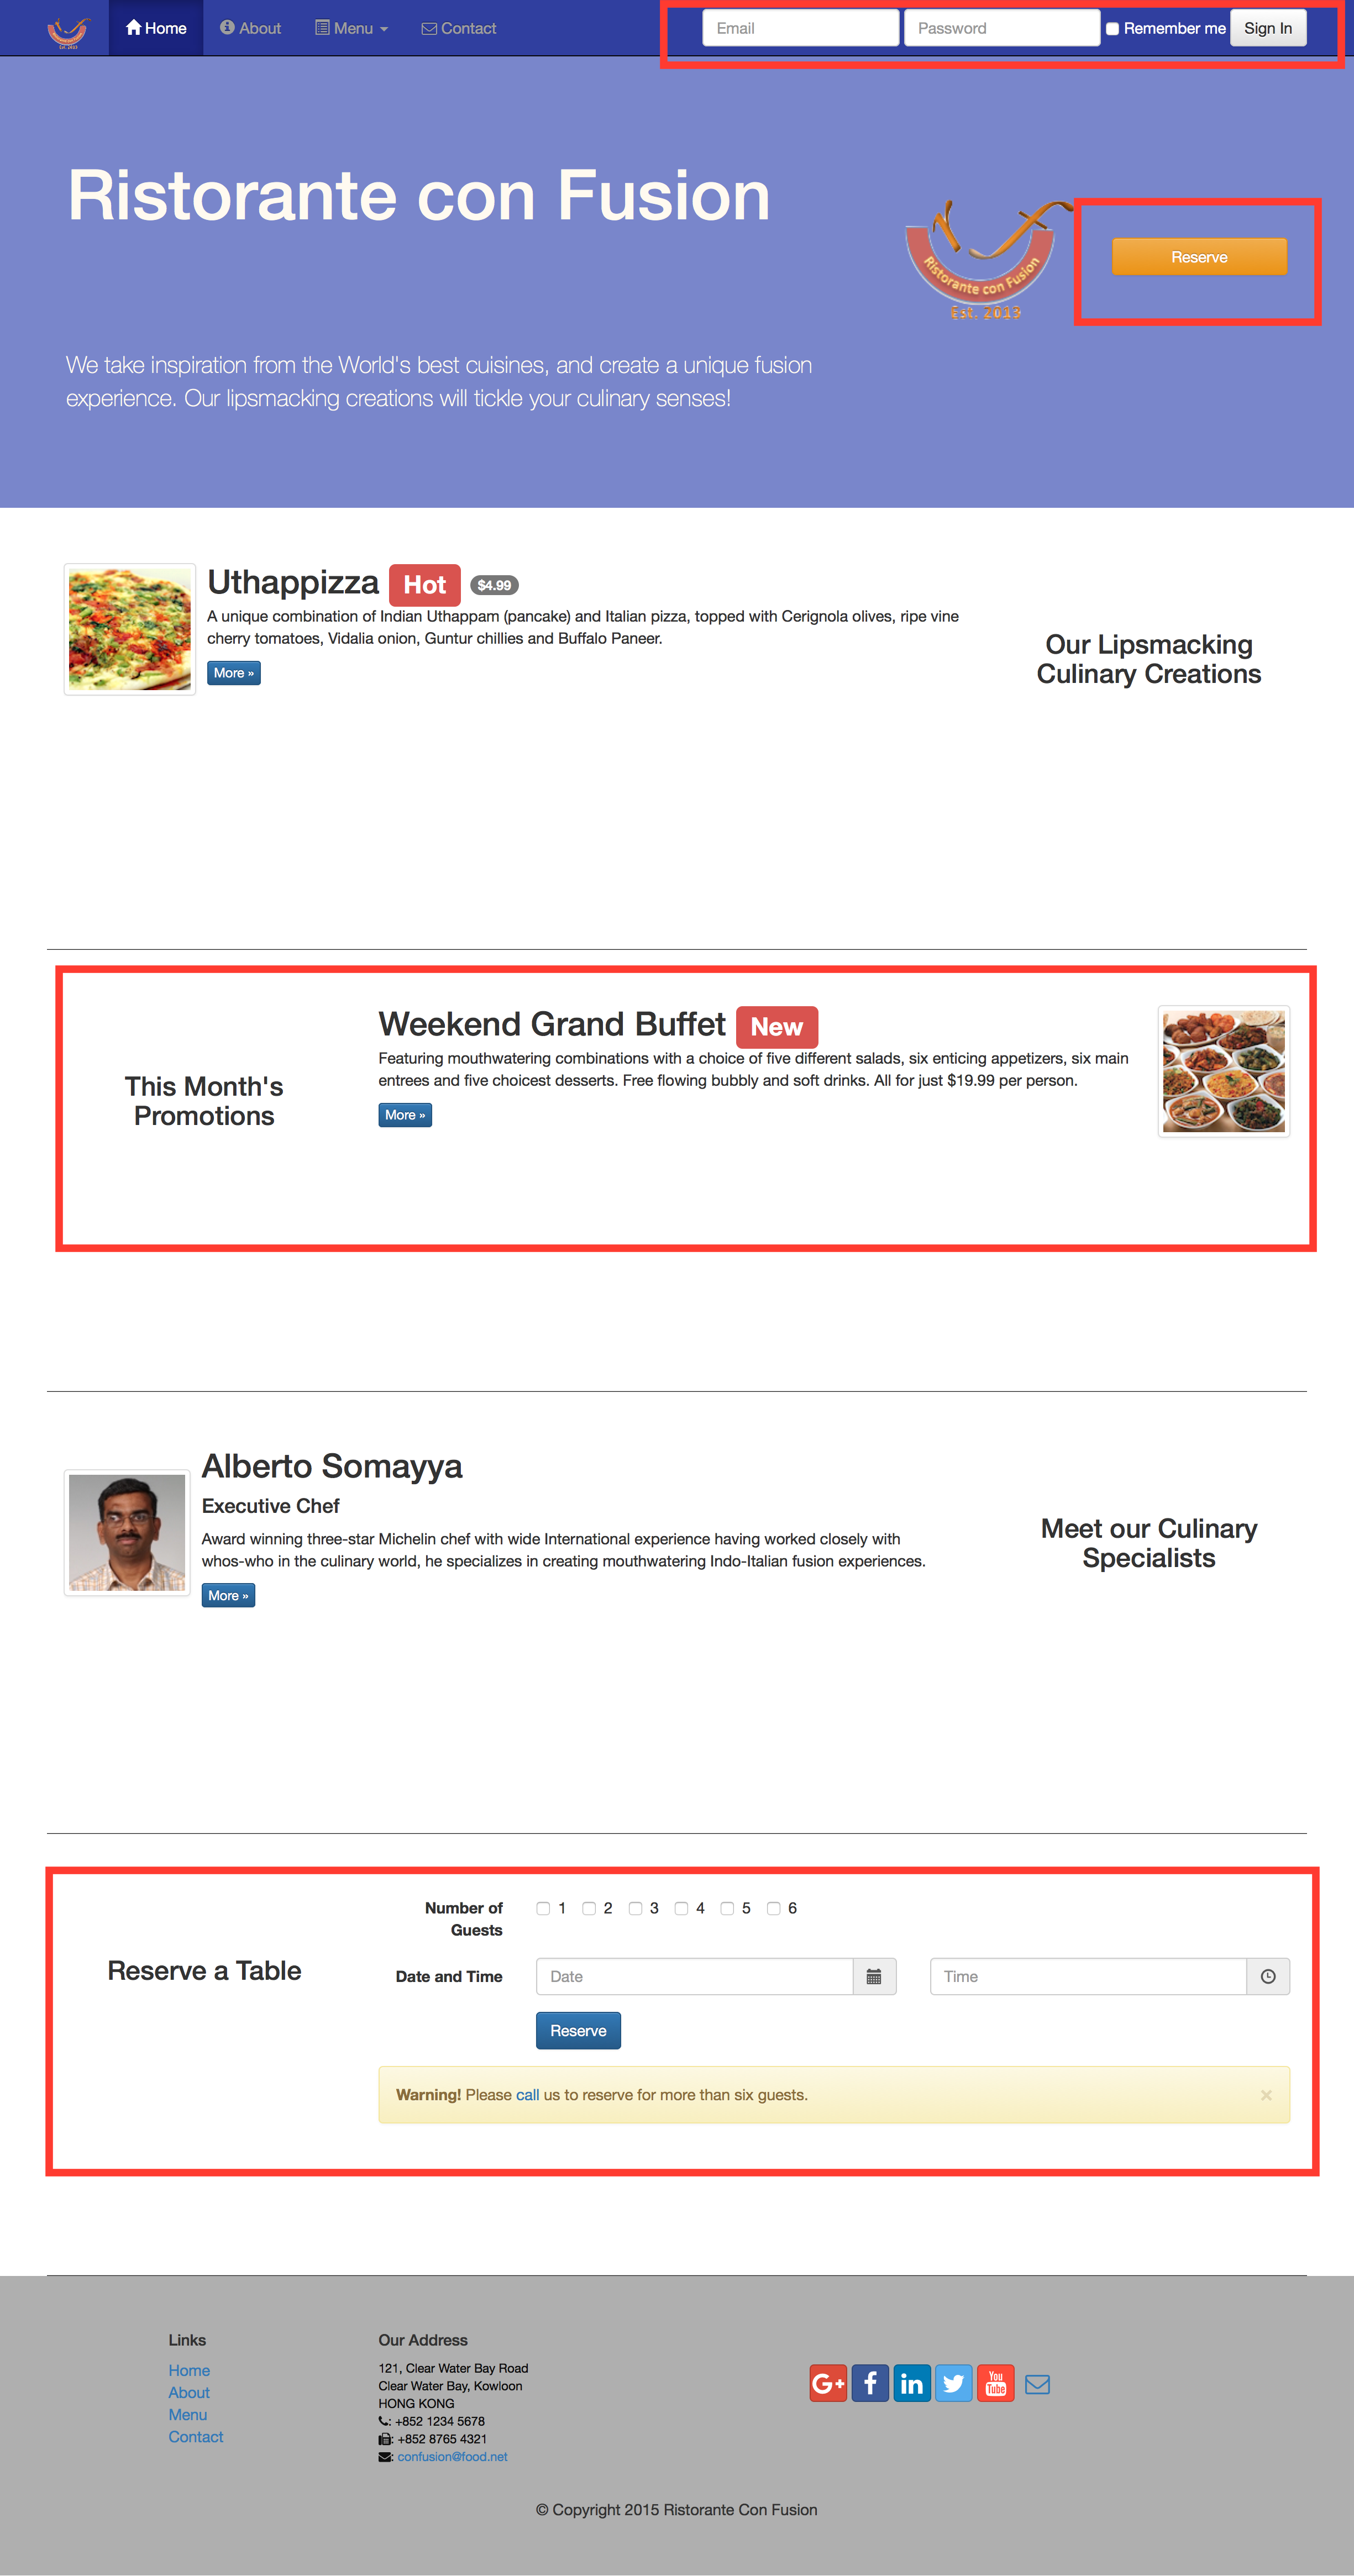 Home About Menu Contact Email Password Remember me Sign In
Ristorante con Fusion
Ristorante con Fusion
Est. 2013
Reserve
We take inspiration from the World's best cuisines, and create a unique fusion
experience. Our lipsmacking creations will tickle your culinary senses!
Uthappizza Hot $4.99
A unique combination of Indian Uthappam (pancake) and Italian pizza, topped with Cerignola olives, ripe vine
cherry tomatoes, Vidalia onion, Guntur chillies and Buffalo Paneer.
More »
Our Lipsmacking
Culinary Creations
This Month's
Promotions
Weekend Grand Buffet New
Featuring mouthwatering combinations with a choice of five different salads, six enticing appetizers, six main
entrees and five choicest desserts. Free flowing bubbly and soft drinks. All for just $19.99 per person.
More »
Alberto Somayya
Executive Chef
Award winning three-star Michelin chef with wide International experience having worked closely with
whos-who in the culinary world, he specializes in creating mouthwatering Indo-Italian fusion experiences.
More »
Meet our Culinary
Specialists
Reserve a Table
Number of
Guests
1 2 3 4 5 6
Date and Time Date Time
Reserve
Warning! Please call us to reserve for more than six guests. ×
Links
Home
About
Menu
Contact
Our Address
121, Clear Water Bay Road
Clear Water Bay, Kowloon
HONG KONG
: +852 1234 5678
: +852 8765 4321
: confusion@food.net
G+ f in You Tube
© Copyright 2015 Ristorante Con Fusion